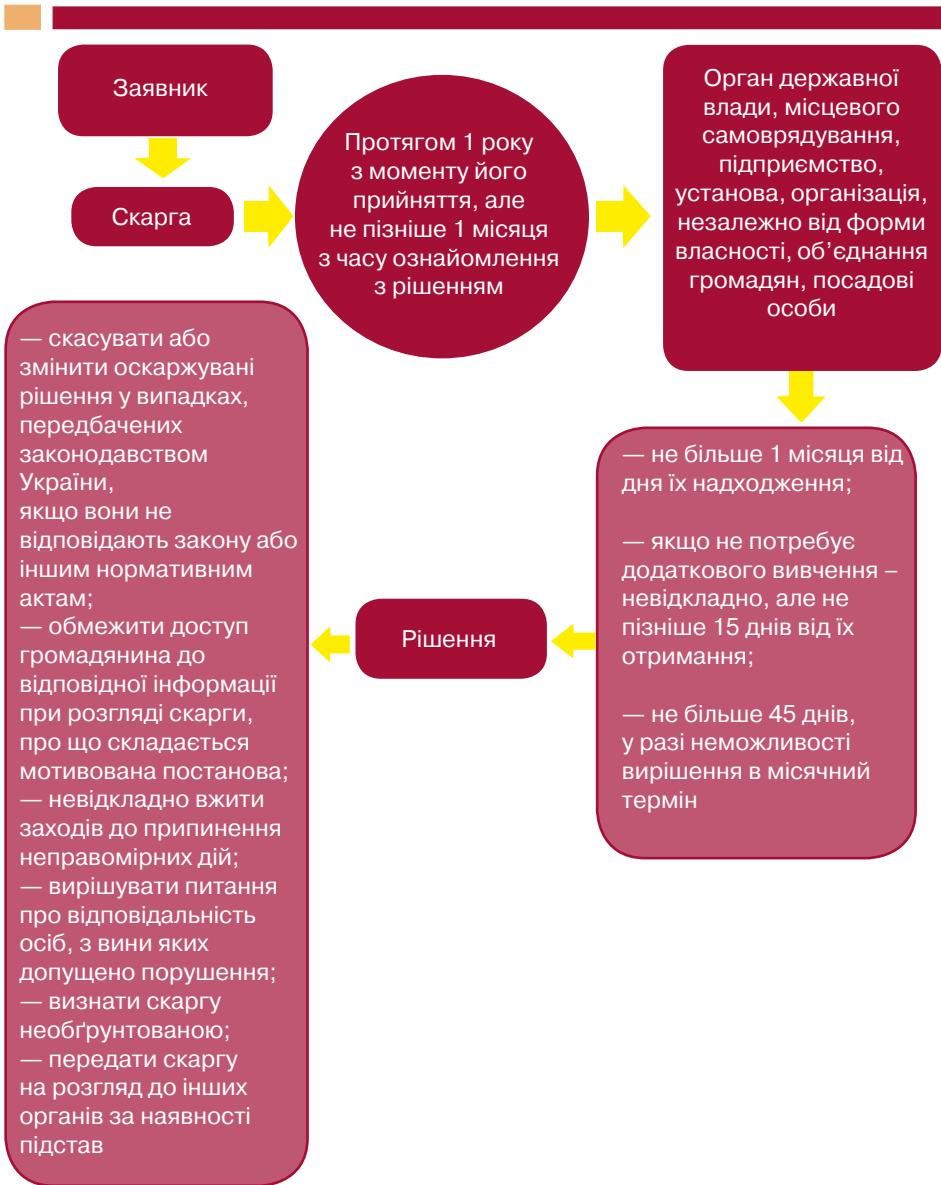 Заявник
Скарга
Протягом 1 року
з моменту його
прийняття, але
не пізніше 1 місяця
з часу ознайомлення
з рішенням
Орган державної
влади, місцевого
самоврядування,
підприємство,
установа, організація,
незалежно від форми
власності, об’єднання
громадян, посадові
особи
— не більше 1 місяця від
дня їх надходження;
— якщо не потребує
додаткового вивчення –
невідкладно, але не
пізніше 15 днів від їх
отримання;
— не більше 45 днів,
у разі неможливості
вирішення в місячний
термін
Рішення
— скасувати або
змінити оскаржувані
рішення у випадках,
передбачених
законодавством
України,
якщо вони не
відповідають закону або
іншим нормативним
актам;
— обмежити доступ
громадянина до
відповідної інформації
при розгляді скарги,
про що складається
мотивована постанова;
— невідкладно вжити
заходів до припинення
неправомірних дій;
— вирішувати питання
про відповідальність
осіб, з вини яких
допущено порушення;
— визнати скаргу
необґрунтованою;
— передати скаргу
на розгляд до інших
органів за наявності
підстав